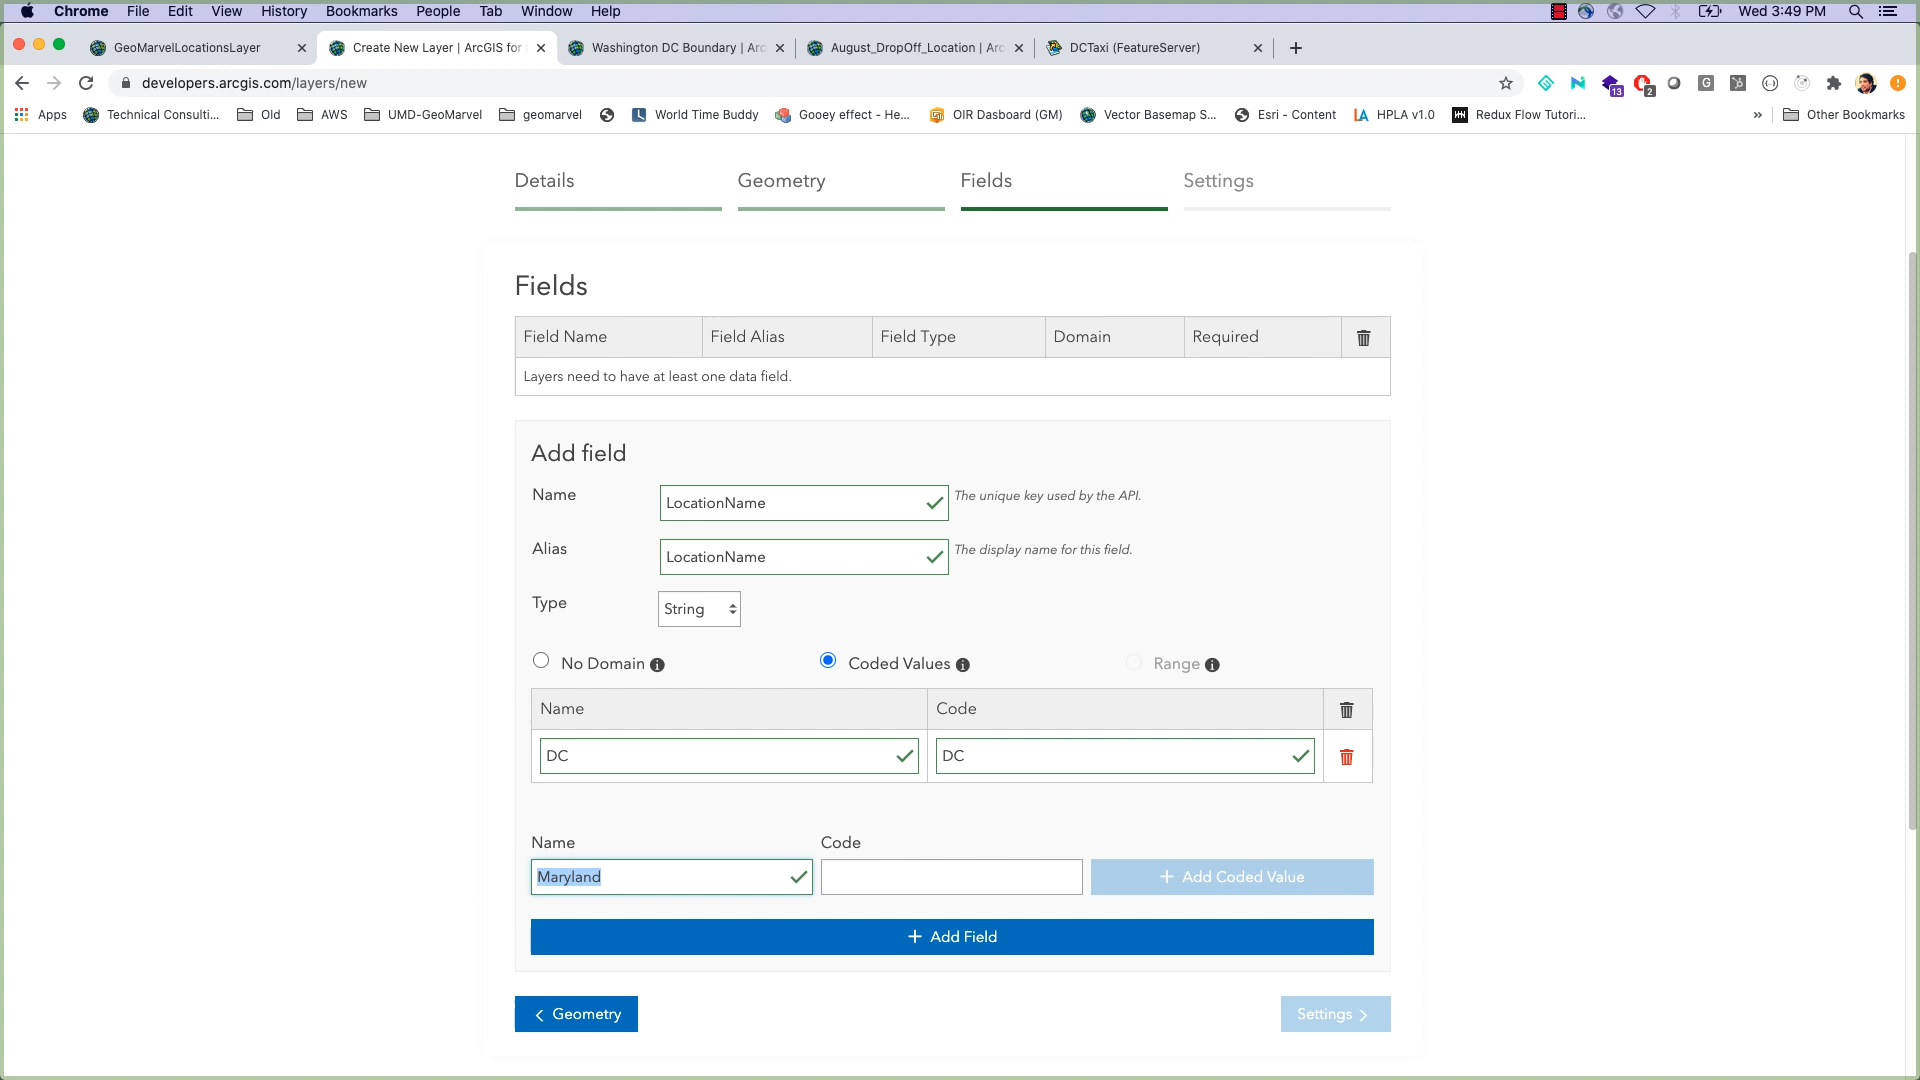 Chrome File Edit View History Bookmarks People Tab Window Help Wed 3:49 PM
GeoMarvelLocationsLayer Create New Layer | ArcGIS for Washington DC Boundary | Arc August_DropOff_Location | Arc DCTaxi (FeatureServer)
developers.arcgis.com/layers/new 13 2
Apps Technical Consulti... Old AWS UMD-GeoMarvel geomarvel World Time Buddy Gooey effect - He... OIR Dasboard (GM) Vector Basemap S... Esri - Content LA HPLA v1.0 Redux Flow Tutori... » Other Bookmarks
Details Geometry Fields Settings
Fields
Field Name Field Alias Field Type Domain Required
Layers need to have at least one data field.
Add field
Name LocationName The unique key used by the API.
Alias LocationName The display name for this field.
Type String
No Domain Coded Values Range
Name Code
DC DC
Name Code
Maryland + Add Coded Value
+ Add Field
< Geometry Settings >